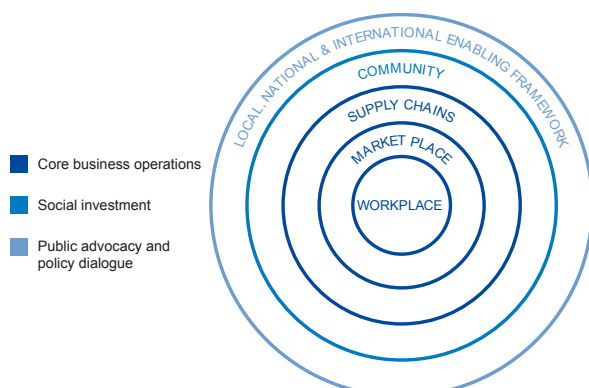 LOCAL, NATIONAL & INTERNATIONAL ENABLING FRAMEWORK
COMMUNITY
SUPPLY CHAINS
MARKET PLACE
WORKPLACE
Core business operations
Social investment
Public advocacy and
policy dialogue